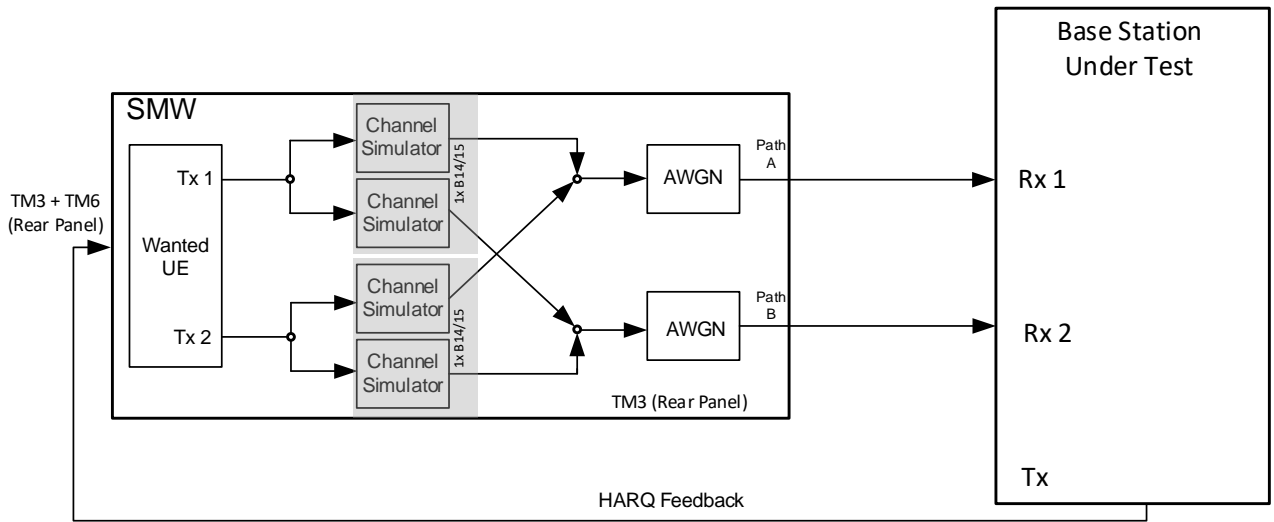 Base Station
Under Test
SMW
Channel
Simulator
1x B14/15
Channel
Simulator
Tx 1
Wanted
UE
Tx 2
Channel
Simulator
1x B14/15
Channel
Simulator
AWGN
Path
A
Rx 1
AWGN
Path
B
Rx 2
TM3 + TM6
(Rear Panel)
TM3 (Rear Panel)
Tx
HARQ Feedback